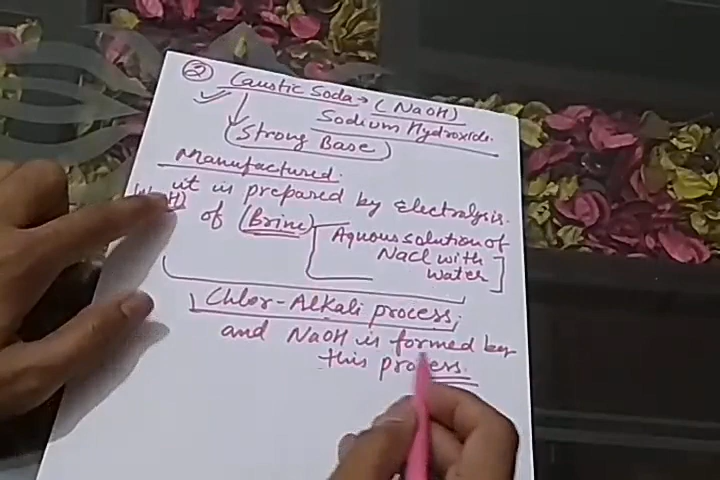 ② Caustic Soda → (NaOH)
Sodium Hydroxide.
(Strong Base)
Manufactured.
it is prepared by Electrolysis.
of (Brine) Aqueous solution of
NaCl with
water]
Chlor-Alkali process.
and NaOH is formed by
this process.